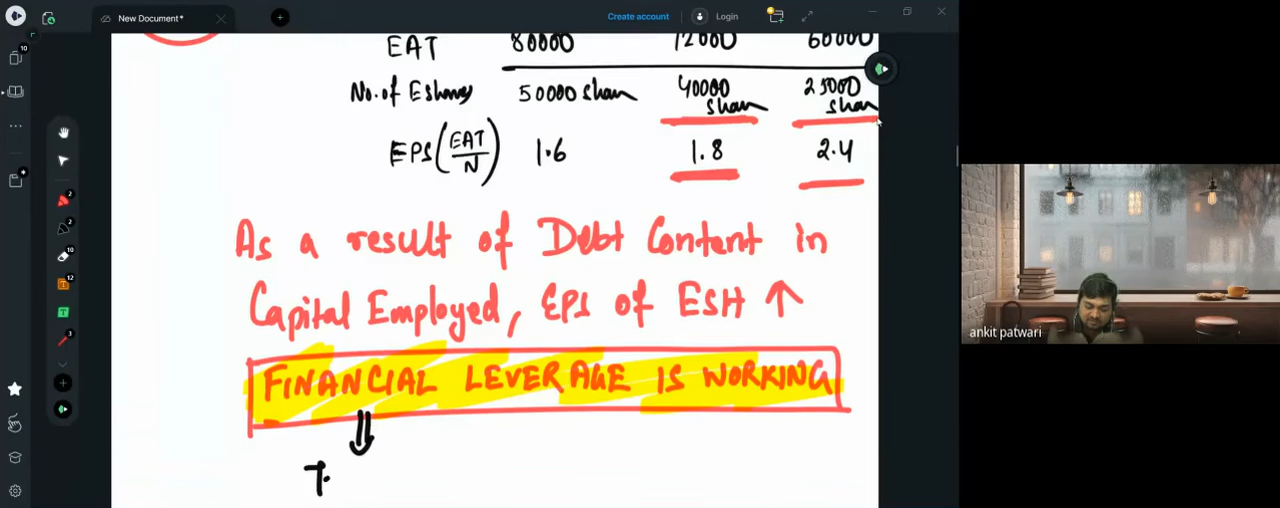 New Document*
Create account
Login
EAT 80000 72000 60000
No. of Eshares 50000 Share 40000 Share 25000 Share
EPS (EAT/N) 1.6 1.8 2.4
As a result of Debt Content in
Capital Employed, EPS of ESH ↑
FINANCIAL LEVERAGE IS WORKING
⇓
ankit patwari